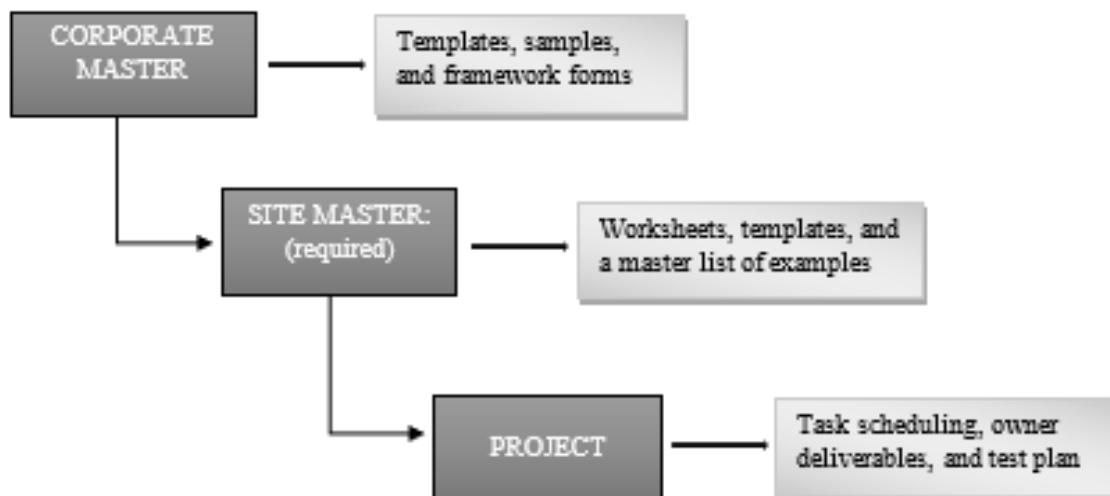 CORPORATE
MASTER
Templates, samples,
and framework forms
SITE MASTER:
(required)
Worksheets, templates, and
a master list of examples
PROJECT
Task scheduling, owner
deliverables, and test plan